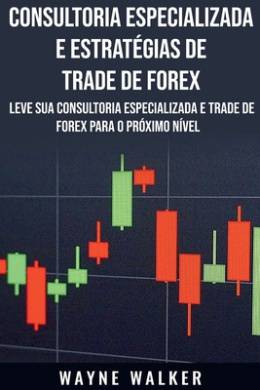 CONSULTORIA ESPECIALIZADA
E ESTRATÉGIAS DE
TRADE DE FOREX
LEVE SUA CONSULTORIA ESPECIALIZADA E TRADE DE
FOREX PARA O PRÓXIMO NÍVEL
WAYNE WALKER